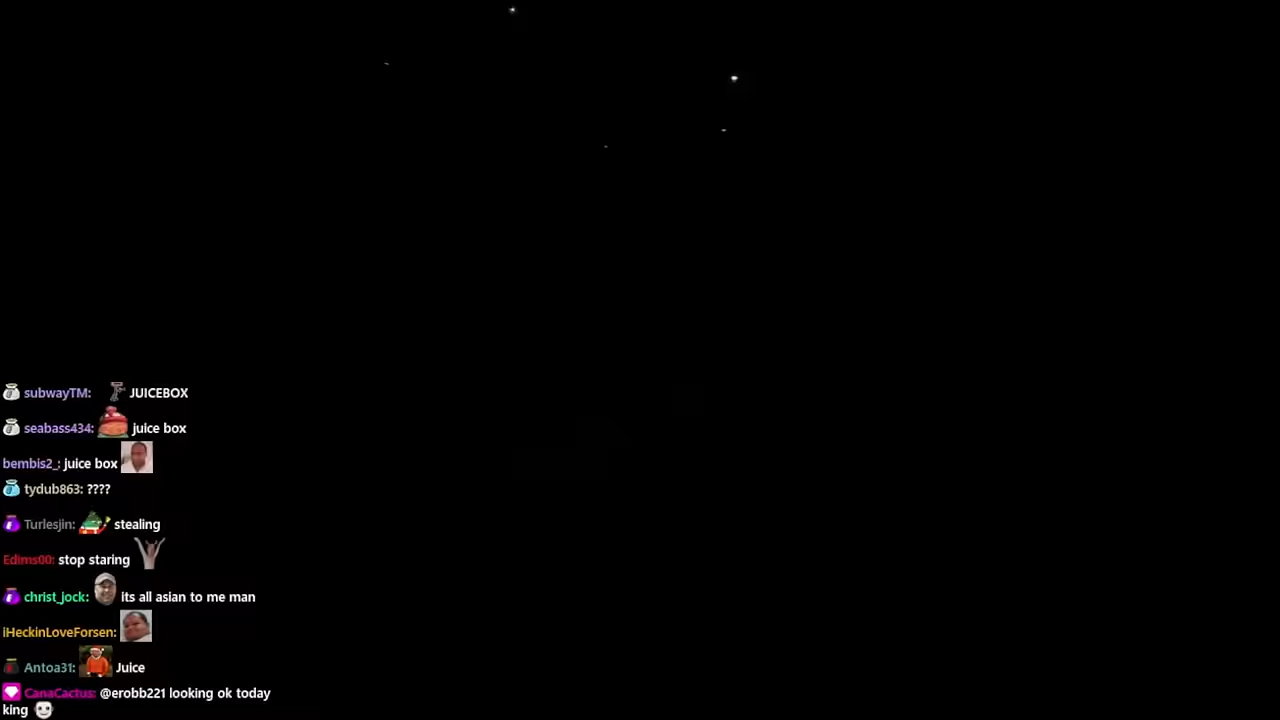 subwayTM: JUICEBOX
seabass434: juice box
bembis2_: juice box
tydub863: ????
Turlesjin: stealing
Edims00: stop staring
christ_jock: its all asian to me man
iHeckinLoveForsen:
Antoa31: Juice
CanaCactus: @erobb221 looking ok today
king